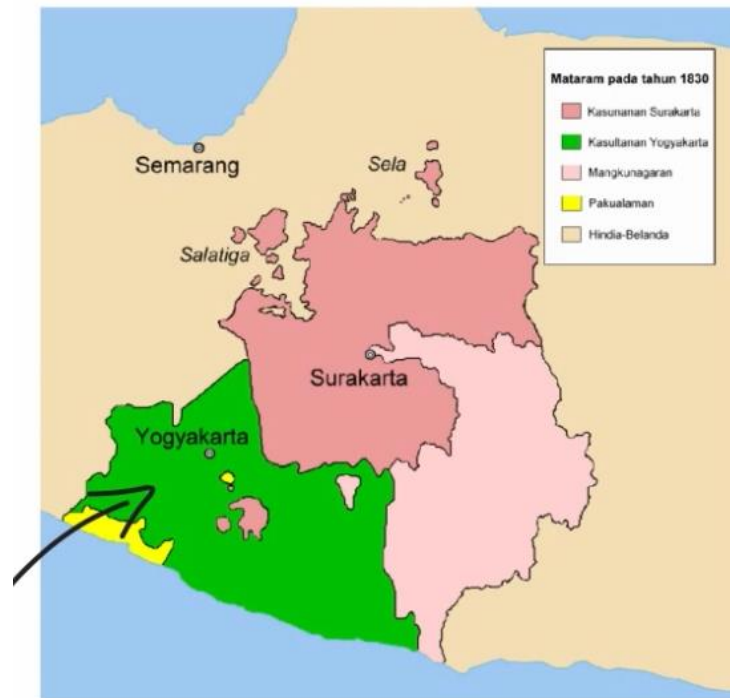 Mataram pada tahun 1830
Kasunanan Surakarta
Kasultanan Yogyakarta
Mangkunagaran
Pakualaman
Hindia-Belanda
Semarang
Sela
Salatiga
Surakarta
Yogyakarta